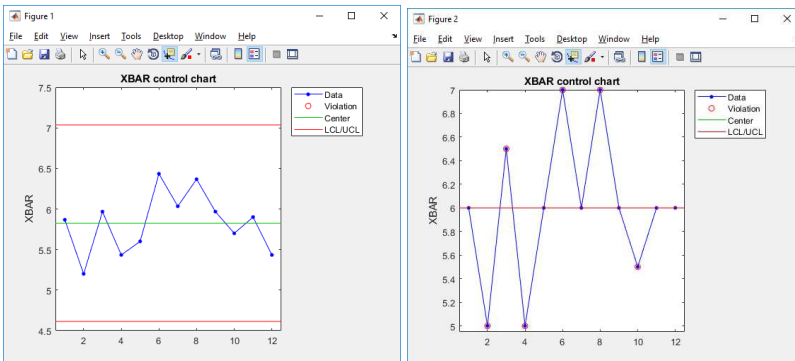 Figure 1
File Edit View Insert Tools Desktop Window Help
XBAR control chart
7.5
7
6.5
6
5.5
5
4.5
XBAR
2 4 6 8 10 12
Data
Violation
Center
LCL/UCL
Figure 2
File Edit View Insert Tools Desktop Window Help
XBAR control chart
7
6.8
6.6
6.4
6.2
6
5.8
5.6
5.4
5.2
5
XBAR
2 4 6 8 10 12
Data
Violation
Center
LCL/UCL